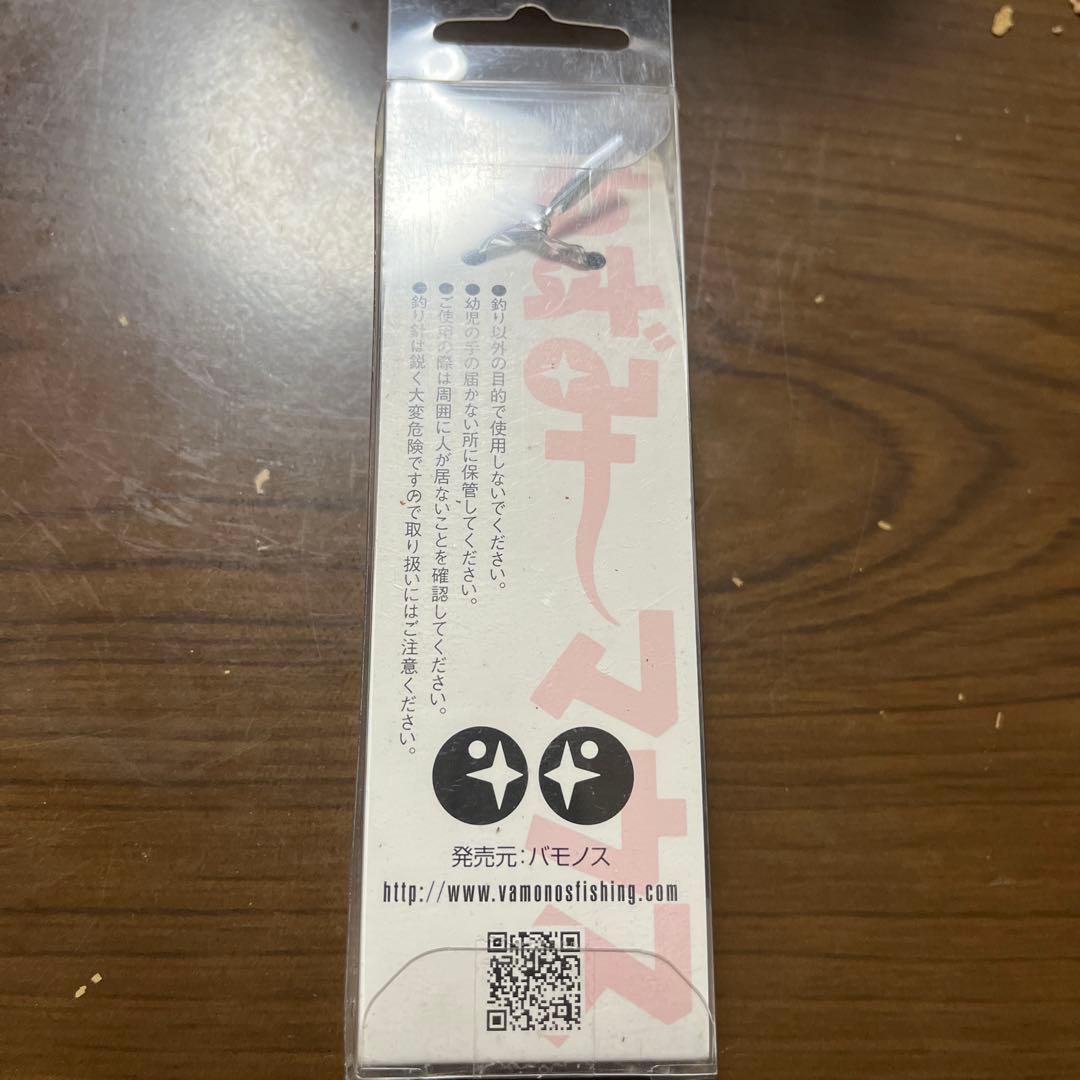 ●釣り以外の目的で使用しないでください。
●幼児の手の届かない所に保管してください。
●ご使用の際は周囲に人が居ないことを確認してください。
●釣り針は鋭く大変危険ですので取り扱いにはご注意ください。
発売元:バモノス
http://www.vamonosfishing.com